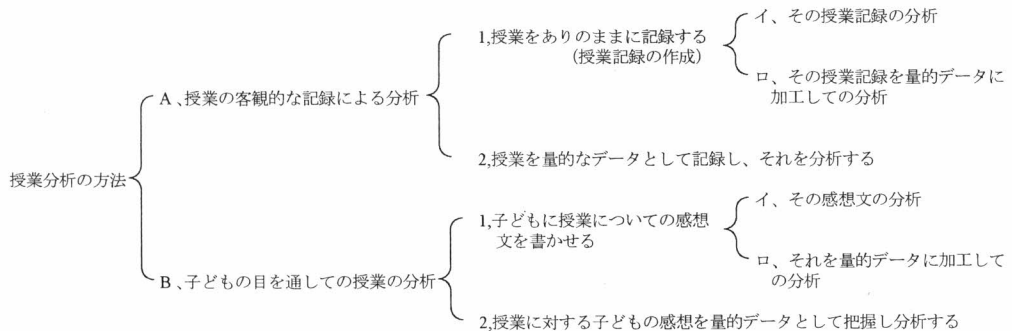 授業分析の方法
A、授業の客観的な記録による分析
1,授業をありのままに記録する
(授業記録の作成)
イ、その授業記録の分析
ロ、その授業記録を量的データに
加工しての分析
2,授業を量的なデータとして記録し、それを分析する
B、子どもの目を通しての授業の分析
1,子どもに授業についての感想
文を書かせる
イ、その感想文の分析
ロ、それを量的データに加工して
の分析
2,授業に対する子どもの感想を量的データとして把握し分析する